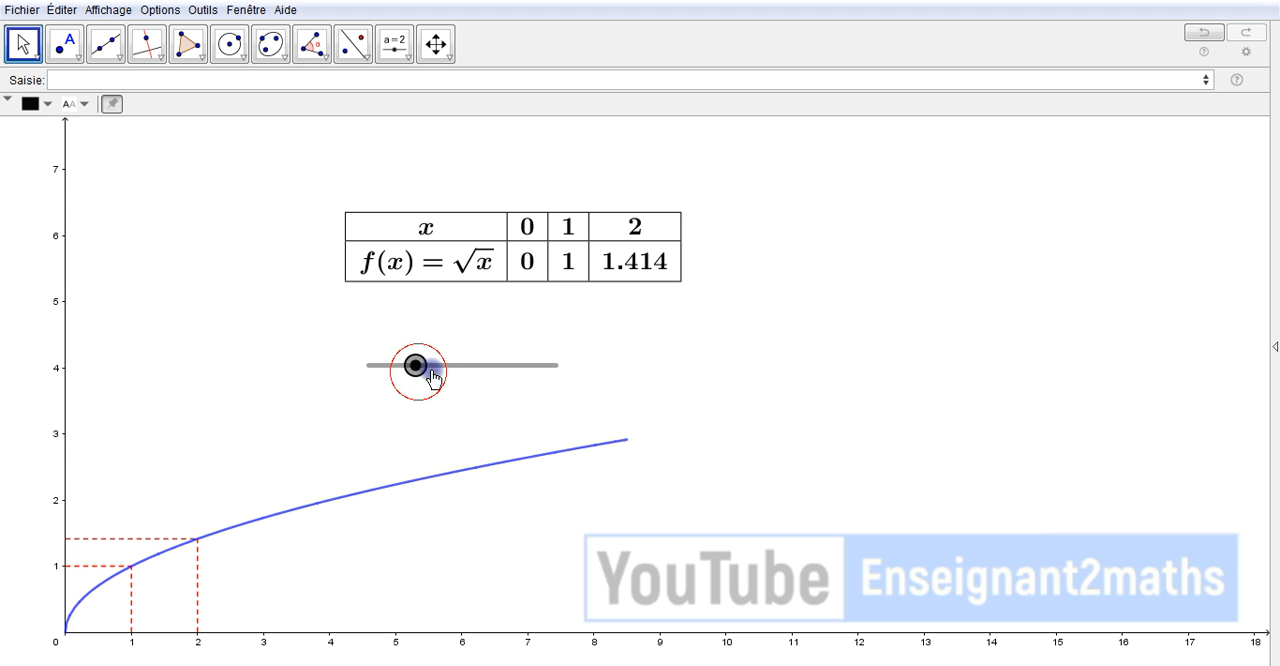 Fichier Éditer Affichage Options Outils Fenêtre Aide
A α a=2
Saisie:
AA
7
6
5
4
3
2
1
x 0 1 2
f(x) = √x 0 1 1.414
YouTube Enseignant2maths
0 1 2 3 4 5 6 7 8 9 10 11 12 13 14 15 16 17 18